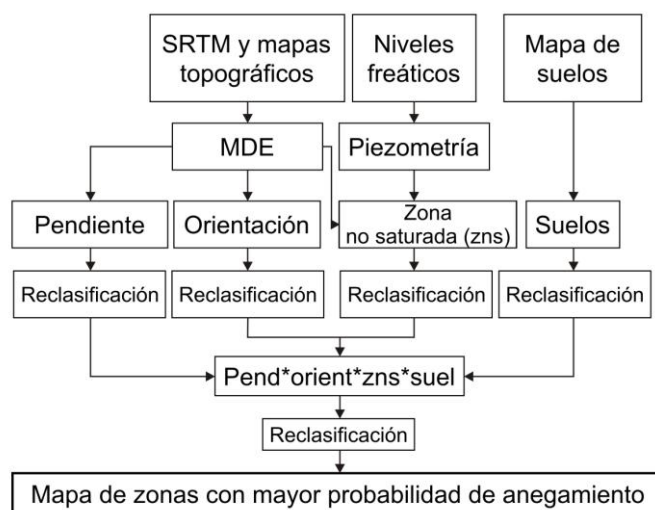 SRTM y mapas
topográficos
Niveles
freáticos
Mapa de
suelos
MDE
Piezometría
Pendiente
Orientación
Zona
no saturada (zns)
Suelos
Reclasificación
Reclasificación
Reclasificación
Reclasificación
Pend*orient*zns*suel
Reclasificación
Mapa de zonas con mayor probabilidad de anegamiento